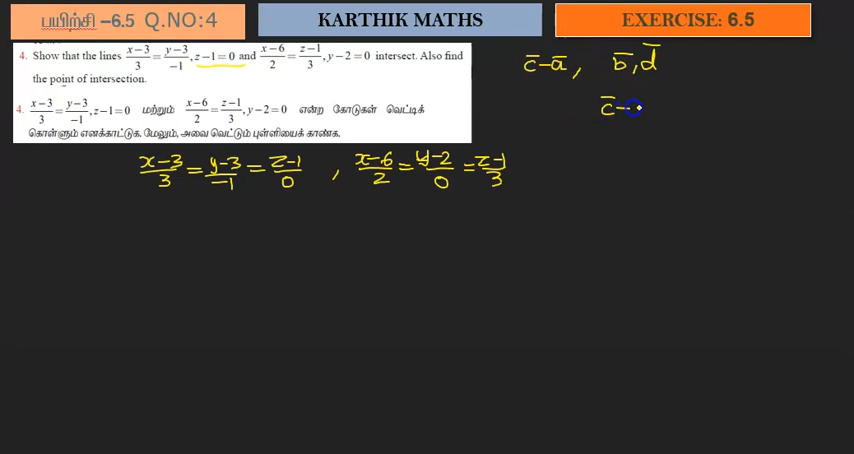 பயிற்சி –6.5 Q.NO:4
KARTHIK MATHS
EXERCISE: 6.5
4. Show that the lines (x−3)/3 = (y−3)/−1, z−1=0 and (x−6)/2 = (z−1)/3, y−2=0 intersect. Also find
the point of intersection.
4. (x−3)/3 = (y−3)/−1, z−1=0 மற்றும் (x−6)/2 = (z−1)/3, y−2=0 என்ற கோடுகள் வெட்டிக்
கொள்ளும் எனக்காட்டுக. மேலும், அவை வெட்டும் புள்ளியைக் காண்க.
c̄−ā, b̄, d̄
c̄−
(x−3)/3 = (y−3)/−1 = (z−1)/0 , (x−6)/2 = (y−2)/0 = (z−1)/3